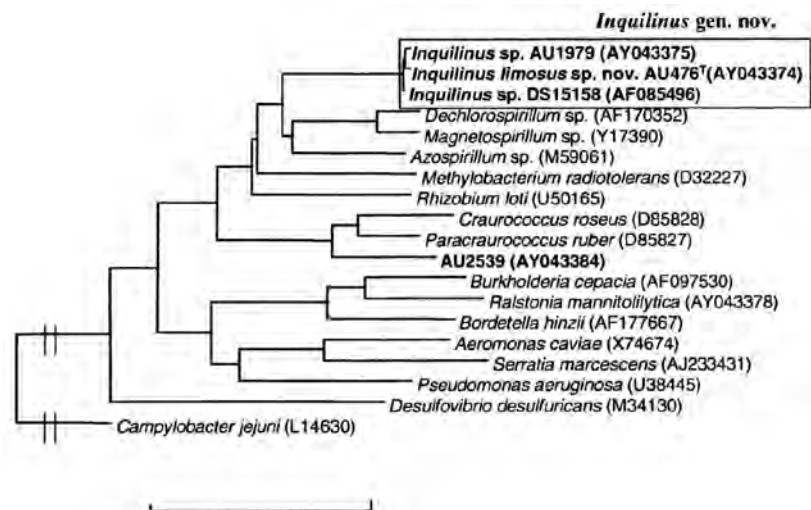 Inquilinus gen. nov.
Inquilinus sp. AU1979 (AY043375)
Inquilinus limosus sp. nov. AU476ᵀ(AY043374)
Inquilinus sp. DS15158 (AF085496)
Dechlorospirillum sp. (AF170352)
Magnetospirillum sp. (Y17390)
Azospirillum sp. (M59061)
Methylobacterium radiotolerans (D32227)
Rhizobium loti (U50165)
Craurococcus roseus (D85828)
Paracraurococcus ruber (D85827)
AU2539 (AY043384)
Burkholderia cepacia (AF097530)
Ralstonia mannitolilytica (AY043378)
Bordetella hinzii (AF177667)
Aeromonas caviae (X74674)
Serratia marcescens (AJ233431)
Pseudomonas aeruginosa (U38445)
Desulfovibrio desulfuricans (M34130)
Campylobacter jejuni (L14630)